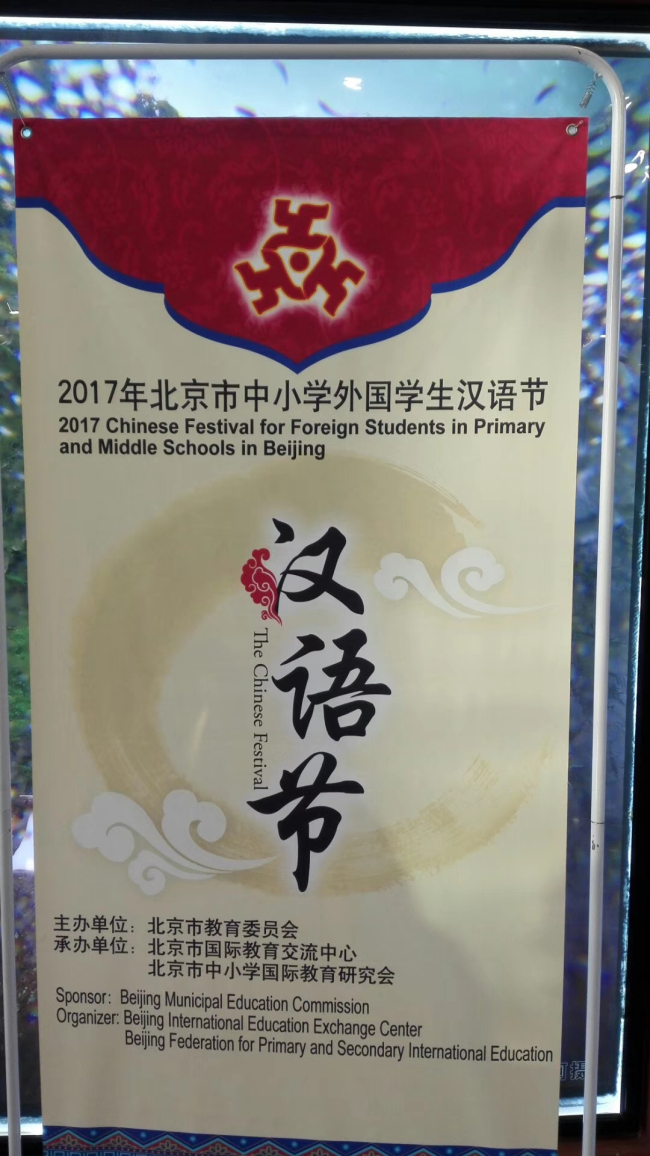 2017年北京市中小学外国学生汉语节
2017 Chinese Festival for Foreign Students in Primary
and Middle Schools in Beijing
汉语节
The Chinese Festival
主办单位：北京市教育委员会
承办单位：北京市国际教育交流中心
北京市中小学国际教育研究会
Sponsor: Beijing Municipal Education Commission
Organizer: Beijing International Education Exchange Center
Beijing Federation for Primary and Secondary International Education
摄